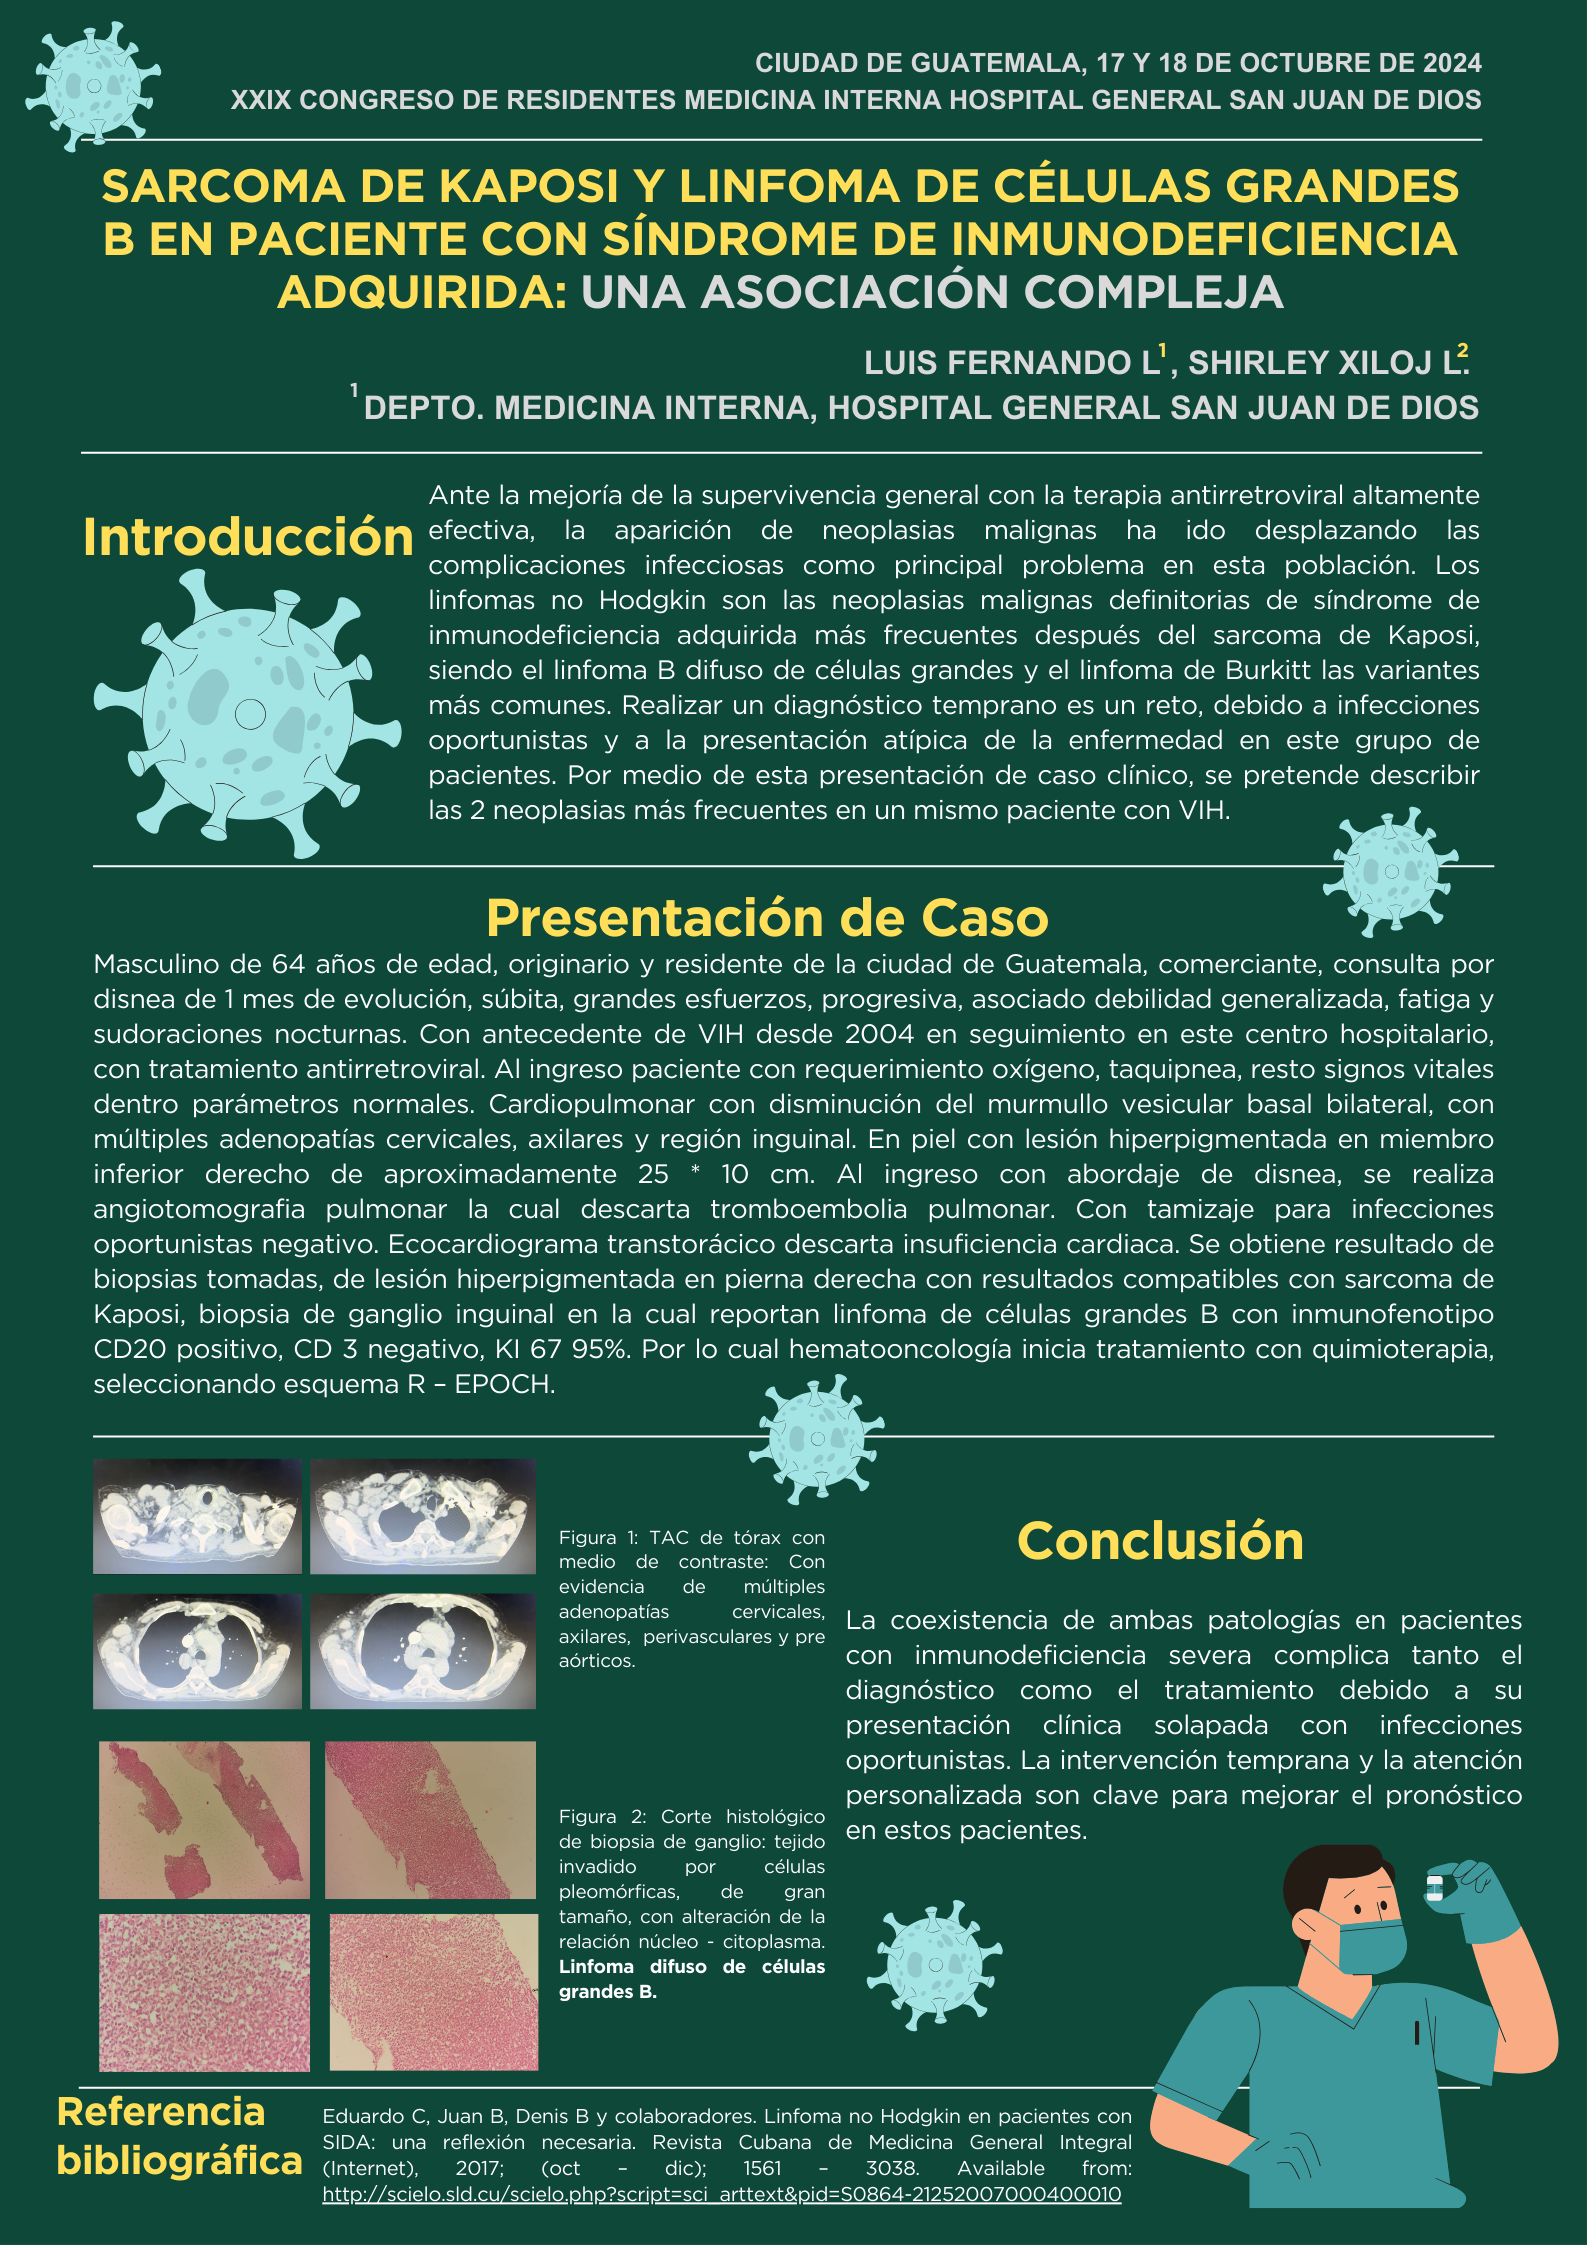 CIUDAD DE GUATEMALA, 17 Y 18 DE OCTUBRE DE 2024
XXIX CONGRESO DE RESIDENTES MEDICINA INTERNA HOSPITAL GENERAL SAN JUAN DE DIOS
SARCOMA DE KAPOSI Y LINFOMA DE CÉLULAS GRANDES
B EN PACIENTE CON SÍNDROME DE INMUNODEFICIENCIA
ADQUIRIDA: UNA ASOCIACIÓN COMPLEJA
LUIS FERNANDO L¹, SHIRLEY XILOJ L.²
¹ DEPTO. MEDICINA INTERNA, HOSPITAL GENERAL SAN JUAN DE DIOS
Introducción
Ante la mejoría de la supervivencia general con la terapia antirretroviral altamente
efectiva, la aparición de neoplasias malignas ha ido desplazando las
complicaciones infecciosas como principal problema en esta población. Los
linfomas no Hodgkin son las neoplasias malignas definitorias de síndrome de
inmunodeficiencia adquirida más frecuentes después del sarcoma de Kaposi,
siendo el linfoma B difuso de células grandes y el linfoma de Burkitt las variantes
más comunes. Realizar un diagnóstico temprano es un reto, debido a infecciones
oportunistas y a la presentación atípica de la enfermedad en este grupo de
pacientes. Por medio de esta presentación de caso clínico, se pretende describir
las 2 neoplasias más frecuentes en un mismo paciente con VIH.
Presentación de Caso
Masculino de 64 años de edad, originario y residente de la ciudad de Guatemala, comerciante, consulta por
disnea de 1 mes de evolución, súbita, grandes esfuerzos, progresiva, asociado debilidad generalizada, fatiga y
sudoraciones nocturnas. Con antecedente de VIH desde 2004 en seguimiento en este centro hospitalario,
con tratamiento antirretroviral. Al ingreso paciente con requerimiento oxígeno, taquipnea, resto signos vitales
dentro parámetros normales. Cardiopulmonar con disminución del murmullo vesicular basal bilateral, con
múltiples adenopatías cervicales, axilares y región inguinal. En piel con lesión hiperpigmentada en miembro
inferior derecho de aproximadamente 25 * 10 cm. Al ingreso con abordaje de disnea, se realiza
angiotomografia pulmonar la cual descarta tromboembolia pulmonar. Con tamizaje para infecciones
oportunistas negativo. Ecocardiograma transtorácico descarta insuficiencia cardiaca. Se obtiene resultado de
biopsias tomadas, de lesión hiperpigmentada en pierna derecha con resultados compatibles con sarcoma de
Kaposi, biopsia de ganglio inguinal en la cual reportan linfoma de células grandes B con inmunofenotipo
CD20 positivo, CD 3 negativo, KI 67 95%. Por lo cual hematooncología inicia tratamiento con quimioterapia,
seleccionando esquema R – EPOCH.
Figura 1: TAC de tórax con
medio de contraste: Con
evidencia de múltiples
adenopatías cervicales,
axilares, perivasculares y pre
aórticos.
Figura 2: Corte histológico
de biopsia de ganglio: tejido
invadido por células
pleomórficas, de gran
tamaño, con alteración de la
relación núcleo - citoplasma.
Linfoma difuso de células
grandes B.
Conclusión
La coexistencia de ambas patologías en pacientes
con inmunodeficiencia severa complica tanto el
diagnóstico como el tratamiento debido a su
presentación clínica solapada con infecciones
oportunistas. La intervención temprana y la atención
personalizada son clave para mejorar el pronóstico
en estos pacientes.
Referencia
bibliográfica
Eduardo C, Juan B, Denis B y colaboradores. Linfoma no Hodgkin en pacientes con
SIDA: una reflexión necesaria. Revista Cubana de Medicina General Integral
(Internet), 2017; (oct – dic); 1561 – 3038. Available from:
http://scielo.sld.cu/scielo.php?script=sci_arttext&pid=S0864-21252007000400010